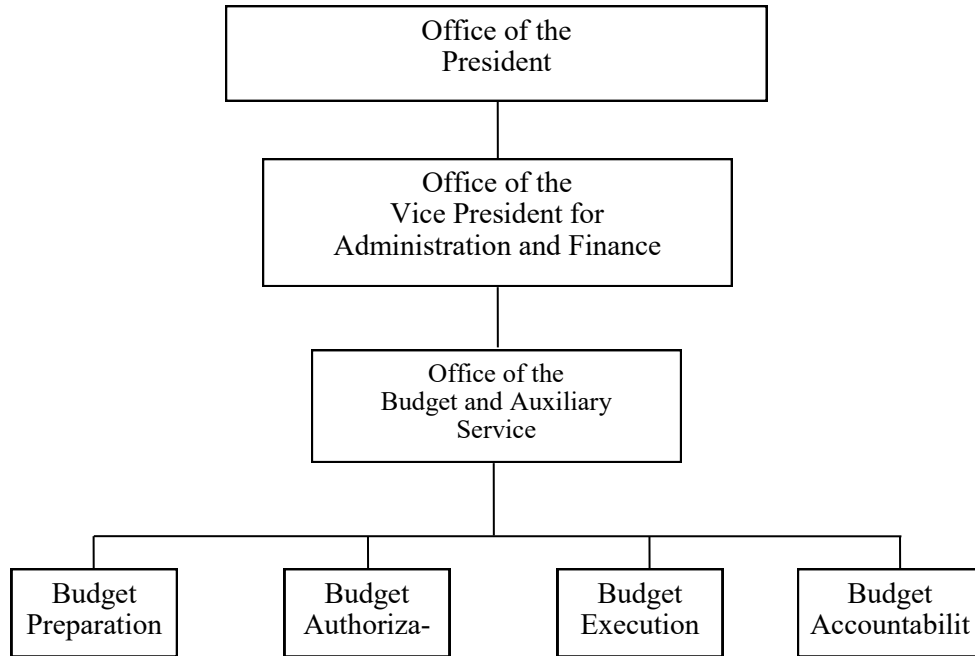 Office of the
President
Office of the
Vice President for
Administration and Finance
Office of the
Budget and Auxiliary
Service
Budget
Preparation
Budget
Authoriza-
Budget
Execution
Budget
Accountabilit